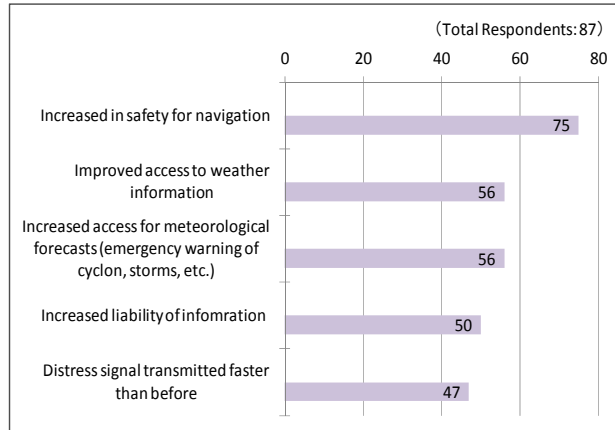 （Total Respondents: 87）
0 20 40 60 80
Increased in safety for navigation
75
Improved access to weather
information
56
Increased access for meteorological
forecasts (emergency warning of
cyclon, storms, etc.)
56
Increased liability of infomration
50
Distress signal transmitted faster
than before
47